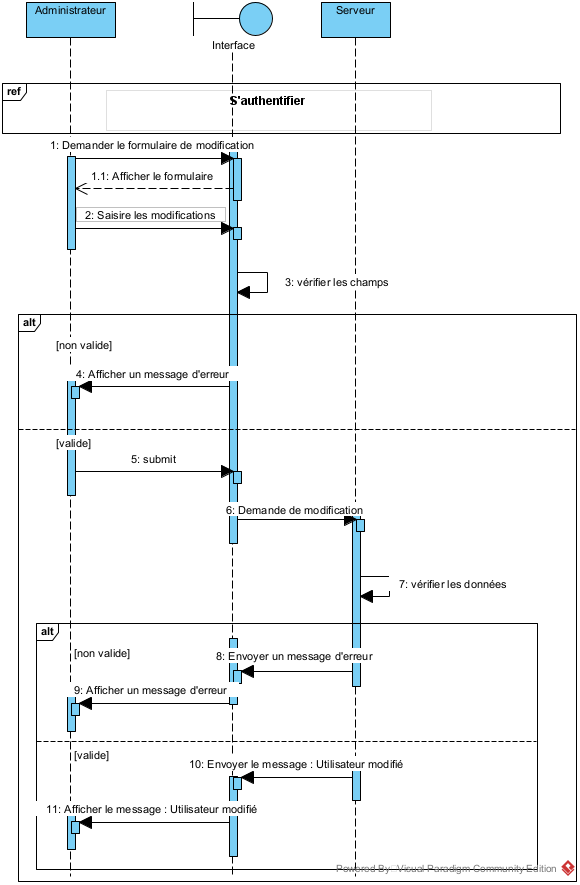 Administrateur
Interface
Serveur
ref
S'authentifier
1: Demander le formulaire de modification
1.1: Afficher le formulaire
2: Saisire les modifications
3: vérifier les champs
alt
[non valide]
4: Afficher un message d'erreur
[valide]
5: submit
6: Demande de modification
7: vérifier les données
alt
[non valide]
8: Envoyer un message d'erreur
9: Afficher un message d'erreur
[valide]
10: Envoyer le message : Utilisateur modifié
11: Afficher le message : Utilisateur modifié
Powered By Visual Paradigm Community Edition